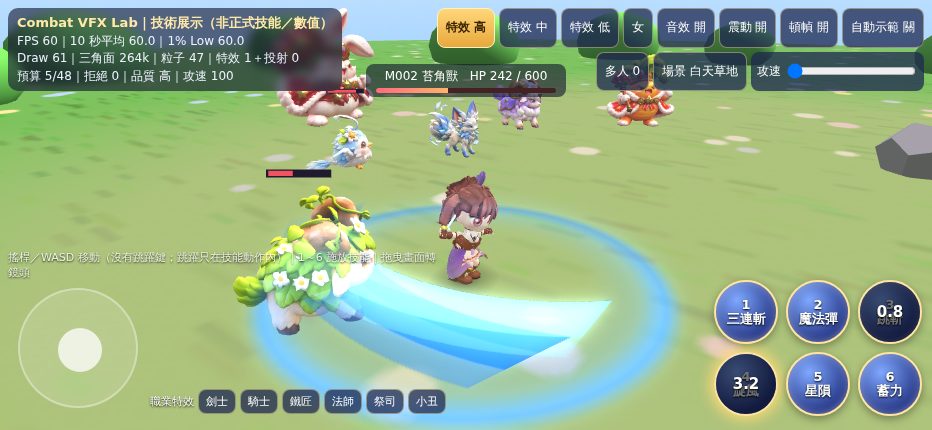 Combat VFX Lab | 技術展示（非正式技能／數值）
FPS 60 | 10 秒平均 60.0 | 1% Low 60.0
Draw 61 | 三角面 264k | 粒子 47 | 特效 1＋投射 0
預算 5/48 | 拒絕 0 | 品質 高 | 攻速 100
特效 高
特效 中
特效 低
女
音效 開
震動 開
頓幀 開
自動示範 關
多人 0
場景 白天草地
攻速
M002 苔角獸 HP 242 / 600
搖桿／WASD 移動（沒有跳躍鍵；跳躍只在技能動作內）| 1～6 施放技能 | 拖曳畫面轉
鏡頭
1
三連斬
2
魔法彈
3
0.8
4
3.2
旋風
5
星隕
6
蓄力
職業特效
劍士
騎士
鐵匠
法師
祭司
小丑